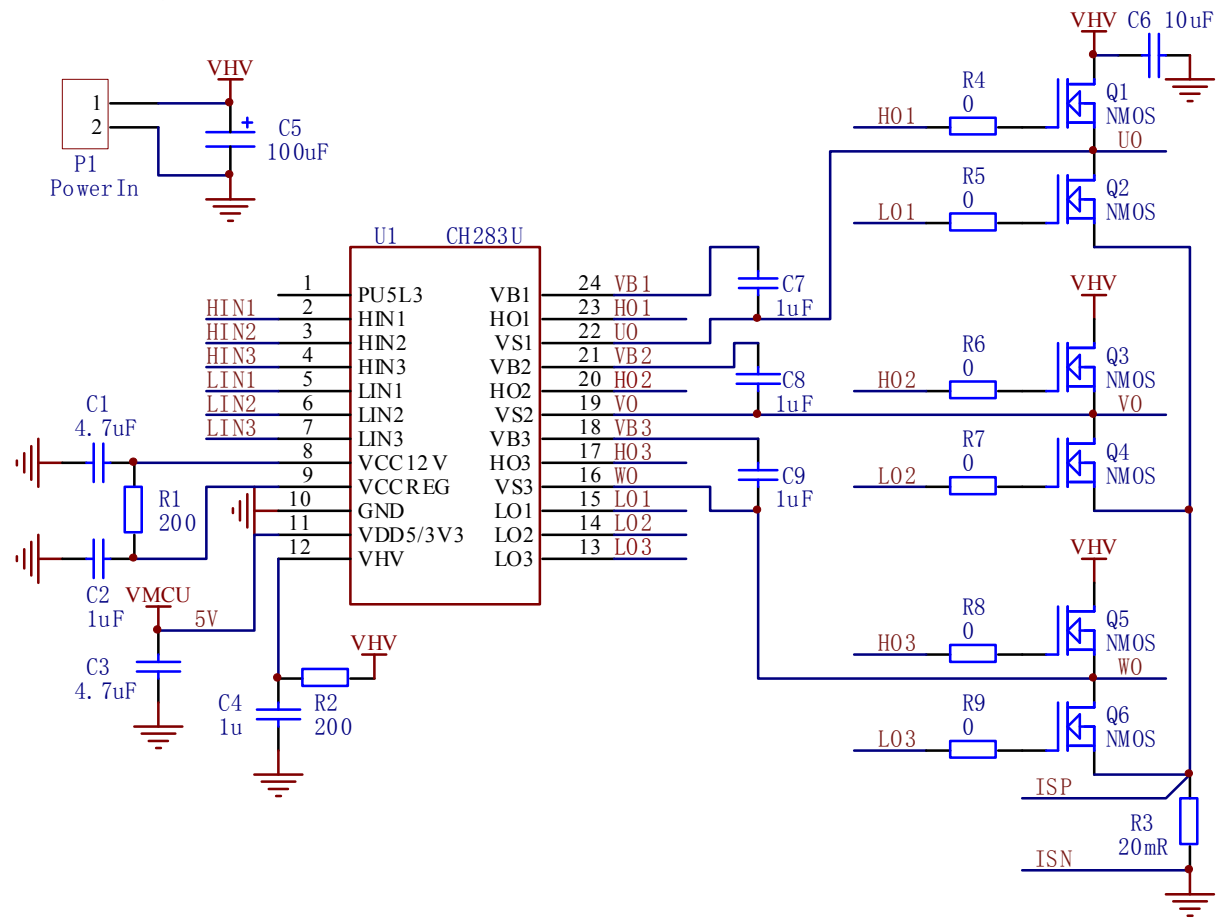 VHV
C6 10uF
VHV
1
2
P1
PowerIn
+
C5
100uF
R4
0
HO1
Q1
NMOS
UO
R5
0
LO1
Q2
NMOS
U1 CH283U
1 PU5L3
HIN1 2 HIN1
HIN2 3 HIN2
HIN3 4 HIN3
LIN1 5 LIN1
LIN2 6 LIN2
LIN3 7 LIN3
8 VCC12V
9 VCCREG
10 GND
11 VDD5/3V3
12 VHV
VB1 24 VB1
HO1 23 HO1
VS1 22 UO
VB2 21 VB2
HO2 20 HO2
VS2 19 VO
VB3 18 VB3
HO3 17 HO3
VS3 16 WO
LO1 15 LO1
LO2 14 LO2
LO3 13 LO3
C7
1uF
C8
1uF
C9
1uF
C1
4.7uF
R1
200
C2
1uF
VMCU
5V
C3
4.7uF
VHV
C4
1u
R2
200
VHV
R6
0
HO2
Q3
NMOS
VO
R7
0
LO2
Q4
NMOS
VHV
R8
0
HO3
Q5
NMOS
WO
R9
0
LO3
Q6
NMOS
ISP
R3
20mR
ISN